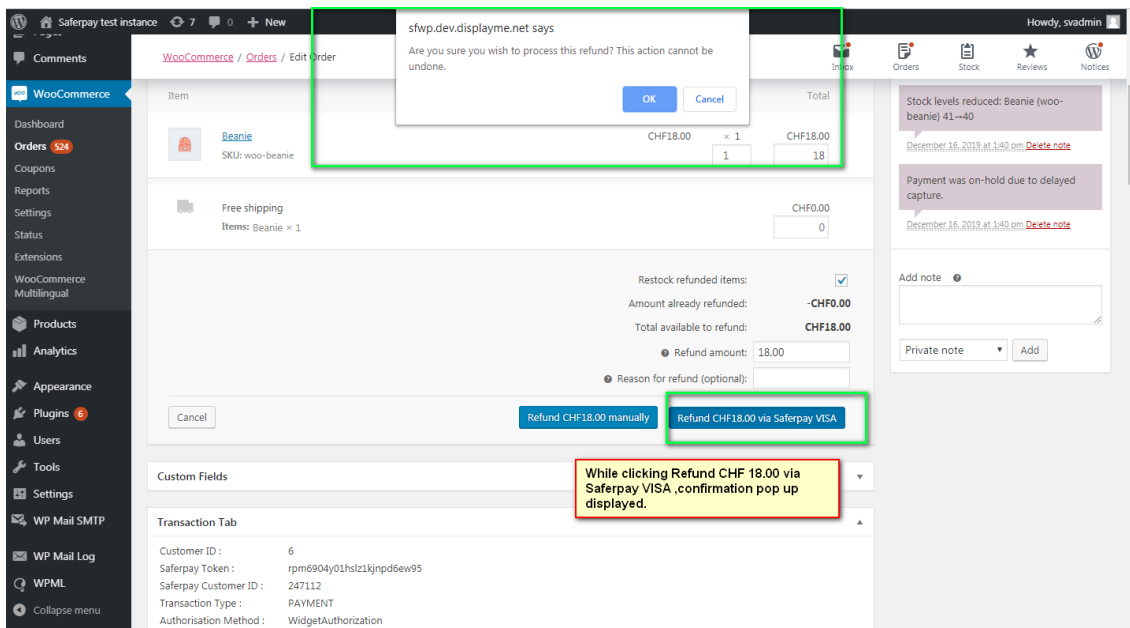 Saferpay test instance
7
0
New
Howdy, svadmin
sfwp.dev.displayme.net says
Are you sure you wish to process this refund? This action cannot be
undone.
OK
Cancel
Comments
WooCommerce
Dashboard
Orders 524
Coupons
Reports
Settings
Status
Extensions
WooCommerce
Multilingual
Products
Analytics
Appearance
Plugins 6
Users
Tools
Settings
WP Mail SMTP
WP Mail Log
WPML
Collapse menu
WooCommerce / Orders / Edit Order
Inbox
Orders
Stock
Reviews
Notices
Item
Total
Beanie
CHF18.00
× 1
CHF18.00
SKU: woo-beanie
1
18
Free shipping
CHF0.00
Items: Beanie × 1
0
Restock refunded items:
Amount already refunded:
-CHF0.00
Total available to refund:
CHF18.00
Refund amount:
18.00
Reason for refund (optional):
Cancel
Refund CHF18.00 manually
Refund CHF18.00 via Saferpay VISA
While clicking Refund CHF 18.00 via
Saferpay VISA ,confirmation pop up
displayed.
Custom Fields
Transaction Tab
Customer ID :
6
Saferpay Token :
rpm6904y01hslz1kjnpd6ew95
Saferpay Customer ID :
247112
Transaction Type :
PAYMENT
Authorisation Method :
WidgetAuthorization
Stock levels reduced: Beanie (woo-
beanie) 41→40
December 16, 2019 at 1:40 pm Delete note
Payment was on-hold due to delayed
capture.
December 16, 2019 at 1:40 pm Delete note
Add note
Private note
Add